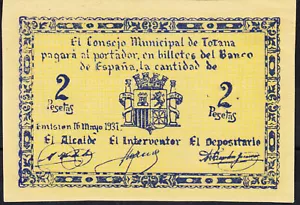 El Consejo Municipal de Totana
pagará al portador, en billetes del Banco
de España, la cantidad de
2 2
Pesetas Pesetas
Emisión 16 Mayo 1937
El Alcalde El Interventor El Depositario